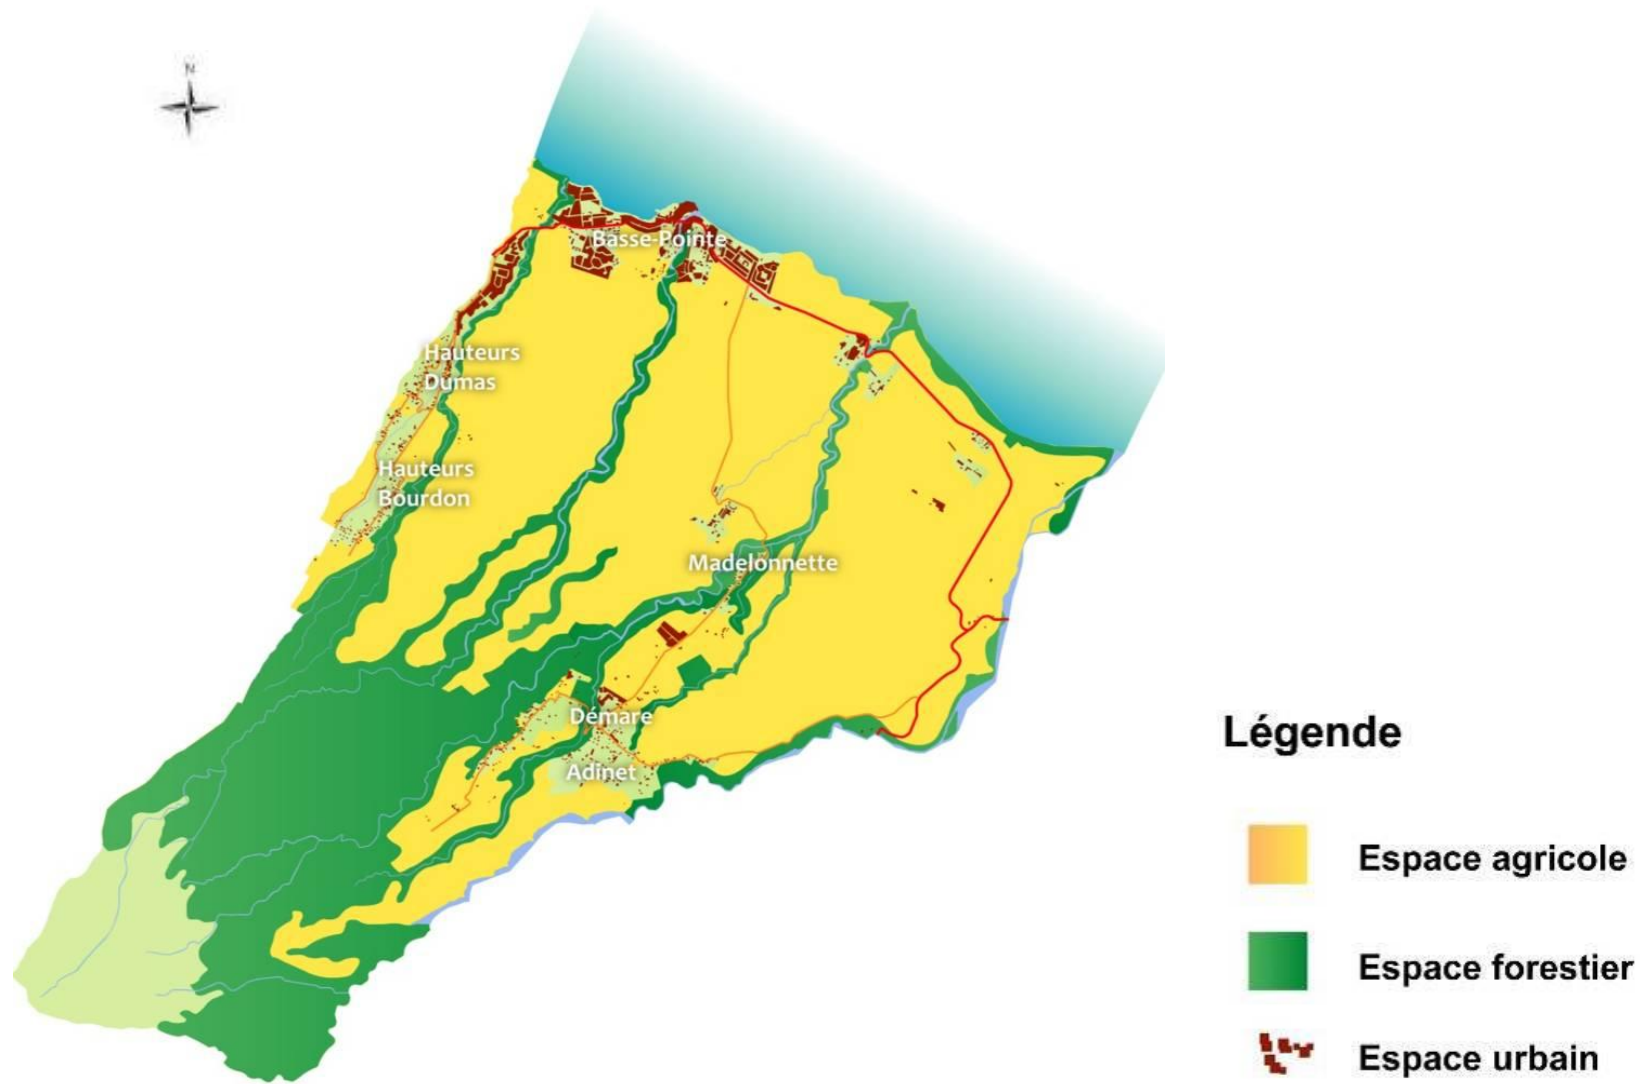 N
Basse-Pointe
Hauteurs
Dumas
Hauteurs
Bourdon
Madelonnette
Démare
Adinet
Légende
Espace agricole
Espace forestier
Espace urbain